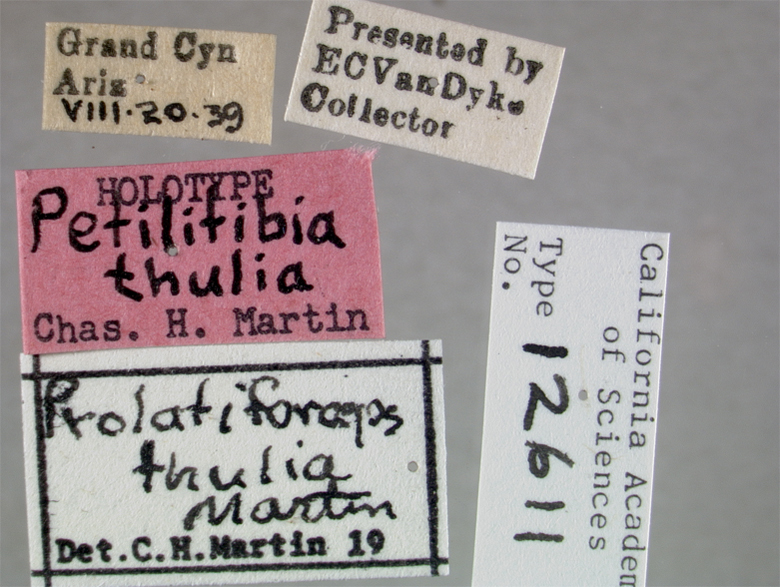 Grand Cyn
Ariz
VIII·20·39
Presented by
ECVanDyke
Collector
HOLOTYPE
Petilitibia
thulia
Chas. H. Martin
Prolatiforceps
thulia
Martin
Det.C.H.Martin 19
California Academ
of Sciences
Type
No. 12611